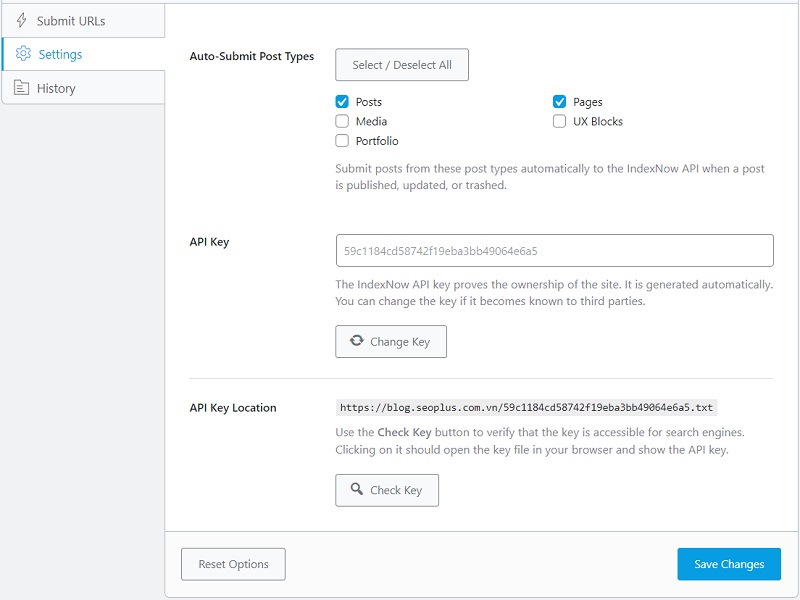 Submit URLs
Settings
History
Auto-Submit Post Types
Select / Deselect All
Posts
Pages
Media
UX Blocks
Portfolio
Submit posts from these post types automatically to the IndexNow API when a post
is published, updated, or trashed.
API Key
59c1184cd58742f19eba3bb49064e6a5
The IndexNow API key proves the ownership of the site. It is generated automatically.
You can change the key if it becomes known to third parties.
Change Key
API Key Location
https://blog.seoplus.com.vn/59c1184cd58742f19eba3bb49064e6a5.txt
Use the Check Key button to verify that the key is accessible for search engines.
Clicking on it should open the key file in your browser and show the API key.
Check Key
Reset Options
Save Changes